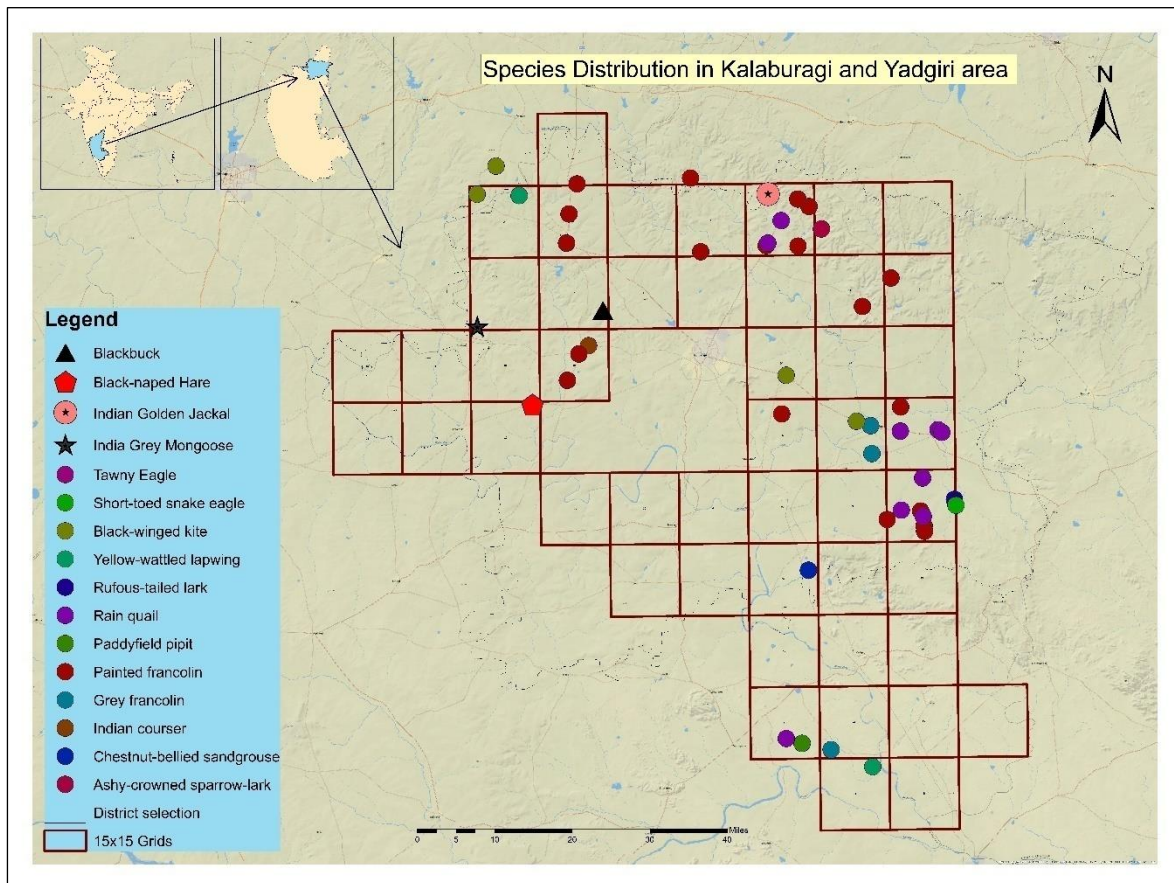 Species Distribution in Kalaburagi and Yadgiri area
N
Legend
Blackbuck
Black-naped Hare
Indian Golden Jackal
India Grey Mongoose
Tawny Eagle
Short-toed snake eagle
Black-winged kite
Yellow-wattled lapwing
Rufous-tailed lark
Rain quail
Paddyfield pipit
Painted francolin
Grey francolin
Indian courser
Chestnut-bellied sandgrouse
Ashy-crowned sparrow-lark
District selection
15x15 Grids
0 5 10 20 30 40
Miles